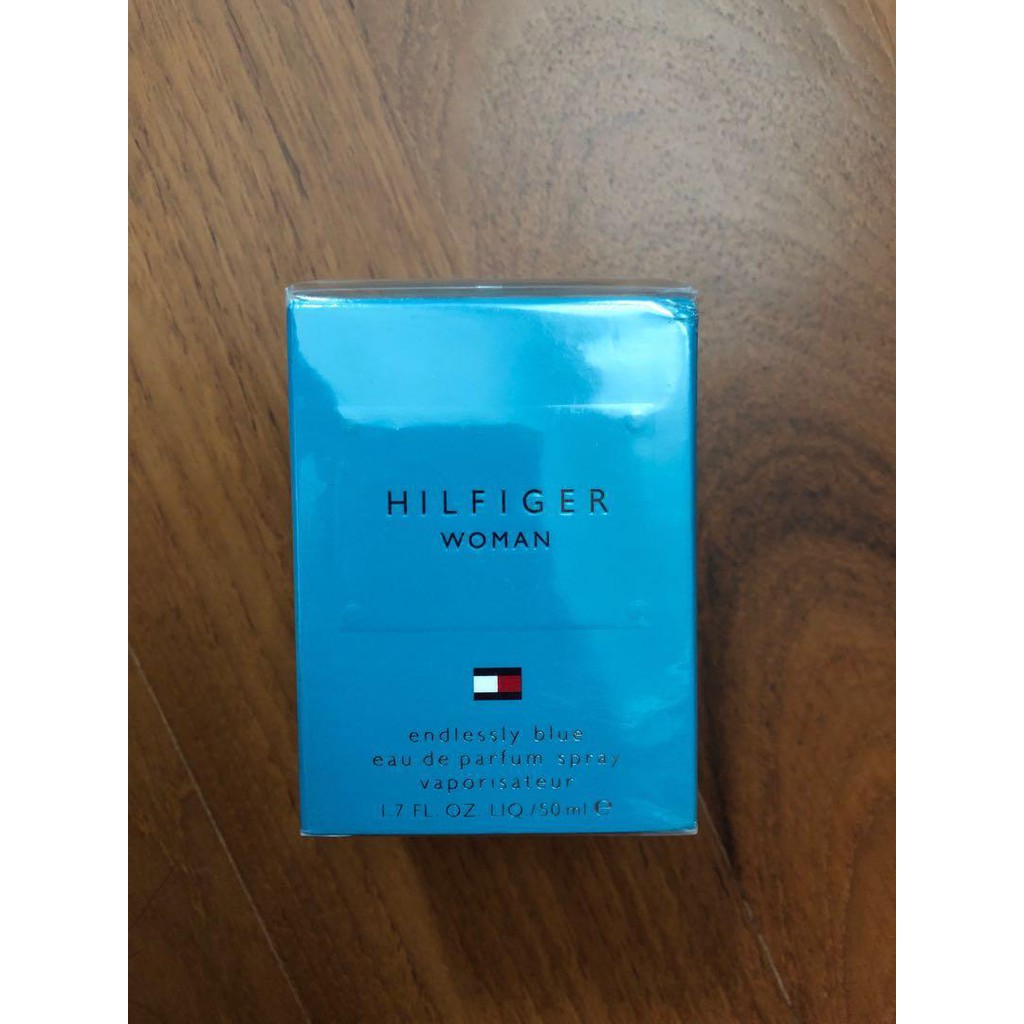 HILFIGER
WOMAN
endlessly blue
eau de parfum spray
vaporisateur
1.7 FL. OZ. LIQ./50 ml ℮